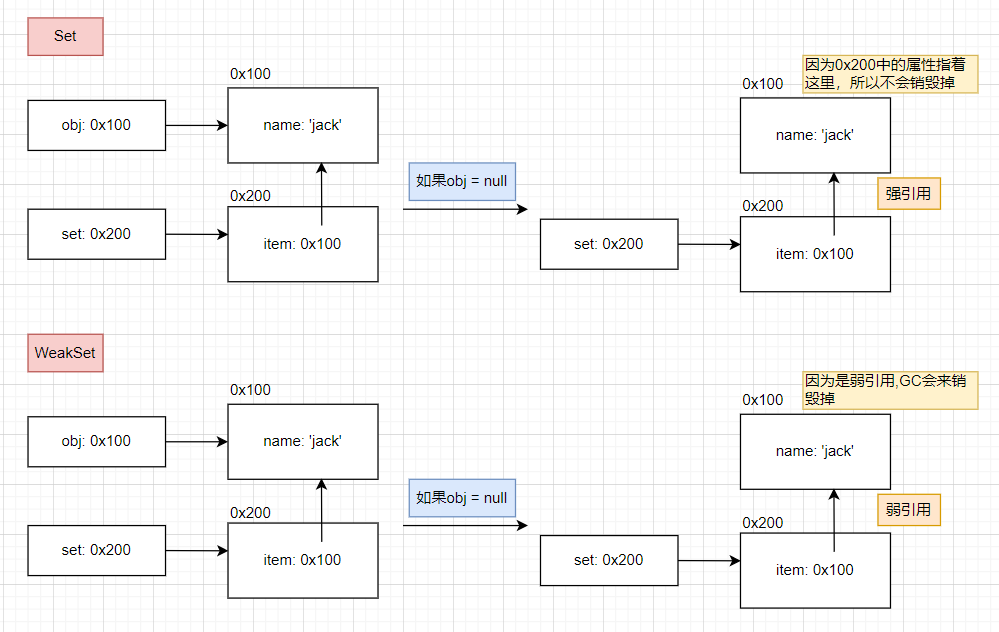 Set
0x100
obj: 0x100
name: 'jack'
0x200
set: 0x200
item: 0x100
如果obj = null
因为0x200中的属性指着
这里，所以不会销毁掉
0x100
name: 'jack'
强引用
0x200
set: 0x200
item: 0x100
WeakSet
0x100
obj: 0x100
name: 'jack'
0x200
set: 0x200
item: 0x100
如果obj = null
因为是弱引用,GC会来销
毁掉
0x100
name: 'jack'
弱引用
0x200
set: 0x200
item: 0x100